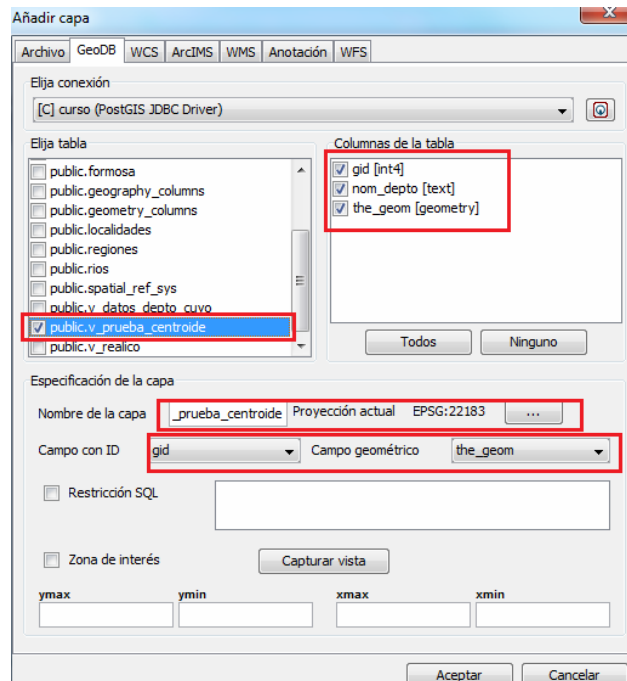 Añadir capa
Archivo GeoDB WCS ArcIMS WMS Anotación WFS
Elija conexión
[C] curso (PostGIS JDBC Driver)
Elija tabla
public.formosa
public.geography_columns
public.geometry_columns
public.localidades
public.regiones
public.rios
public.spatial_ref_sys
public.v_datos_depto_cuyo
public.v_prueba_centroide
public.v_realico
Columnas de la tabla
gid [int4]
nom_depto [text]
the_geom [geometry]
Todos Ninguno
Especificación de la capa
Nombre de la capa _prueba_centroide Proyección actual EPSG:22183 ...
Campo con ID gid Campo geométrico the_geom
Restricción SQL
Zona de interés Capturar vista
ymax ymin xmax xmin
Aceptar Cancelar